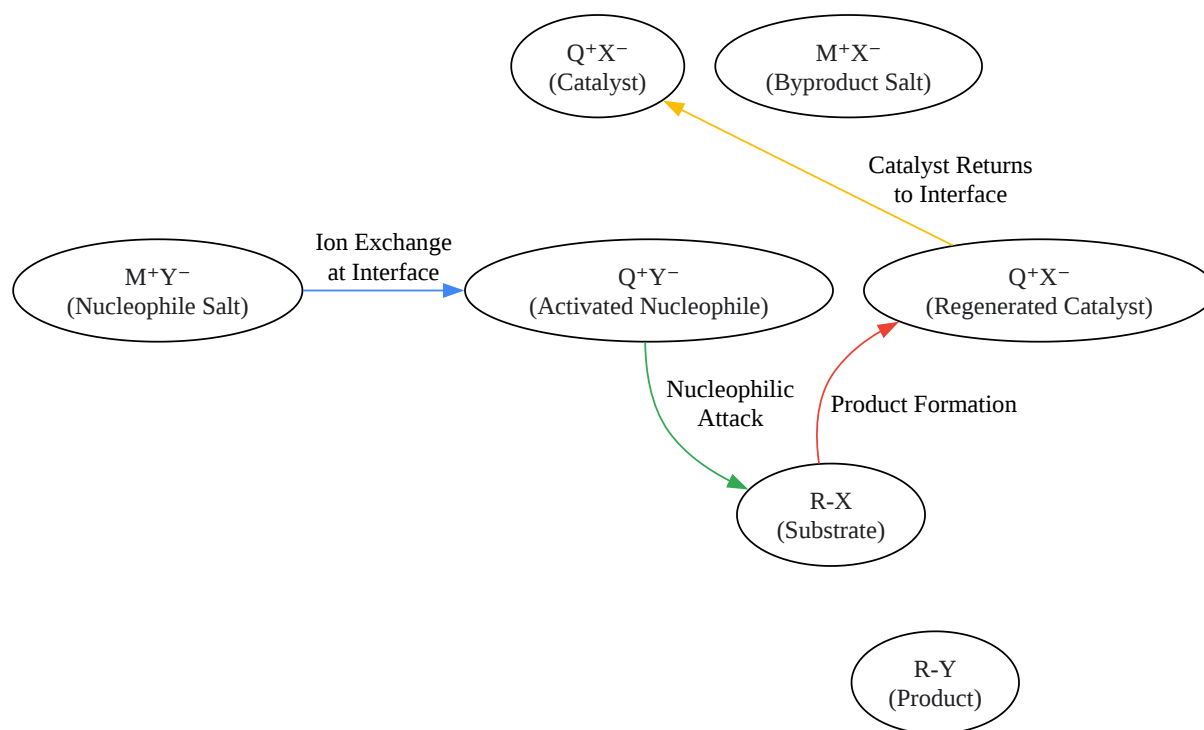 Q⁺X⁻
(Catalyst)
M⁺X⁻
(Byproduct Salt)
Catalyst Returns
to Interface
Ion Exchange
at Interface
M⁺Y⁻
(Nucleophile Salt)
Q⁺Y⁻
(Activated Nucleophile)
Q⁺X⁻
(Regenerated Catalyst)
Nucleophilic
Attack
Product Formation
R-X
(Substrate)
R-Y
(Product)